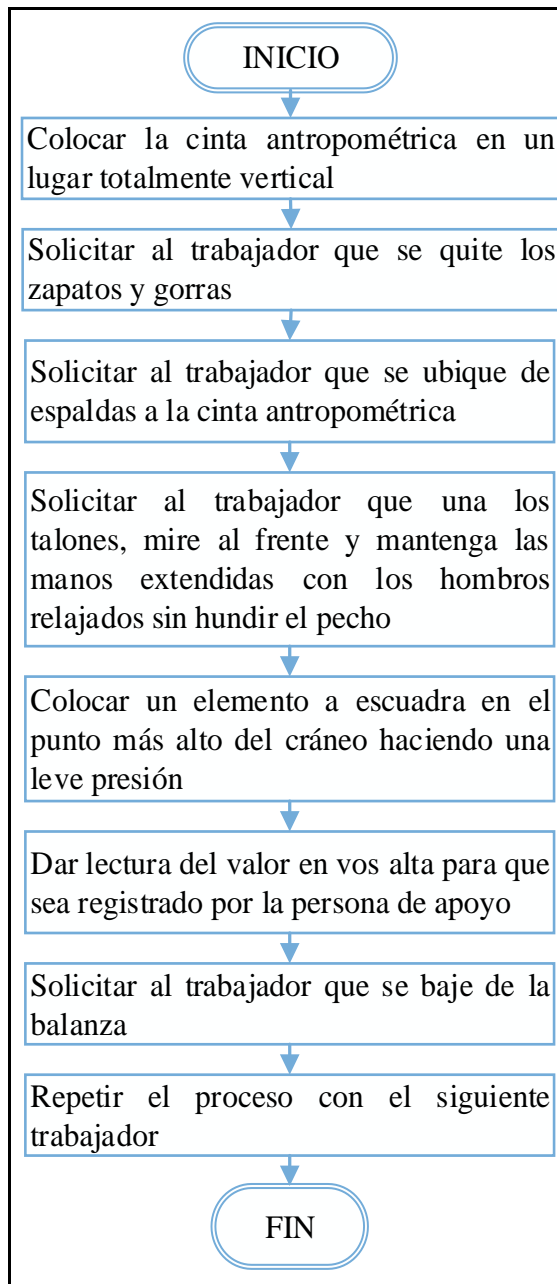 INICIO
Colocar la cinta antropométrica en un
lugar totalmente vertical
Solicitar al trabajador que se quite los
zapatos y gorras
Solicitar al trabajador que se ubique de
espaldas a la cinta antropométrica
Solicitar al trabajador que una los
talones, mire al frente y mantenga las
manos extendidas con los hombros
relajados sin hundir el pecho
Colocar un elemento a escuadra en el
punto más alto del cráneo haciendo una
leve presión
Dar lectura del valor en vos alta para que
sea registrado por la persona de apoyo
Solicitar al trabajador que se baje de la
balanza
Repetir el proceso con el siguiente
trabajador
FIN